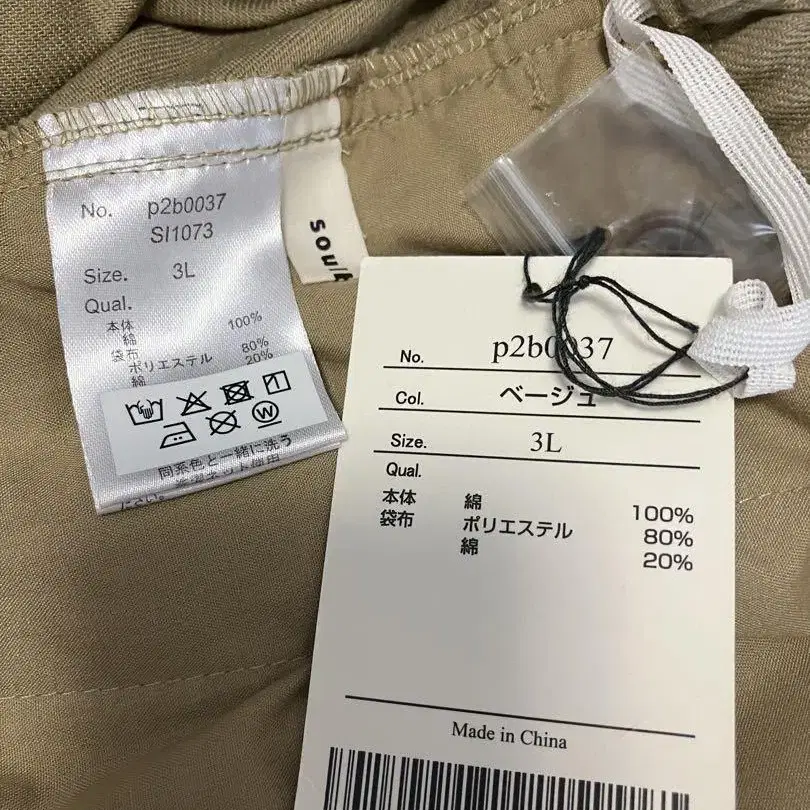 No. p2b0037
SI1073
Size. 3L
Qual.
本体
綿 100%
袋布
ポリエステル 80%
綿 20%
同系色と一緒に洗う
soul
No. p2b0037
Col. ベージュ
Size. 3L
Qual.
本体 綿 100%
袋布 ポリエステル 80%
綿 20%
Made in China